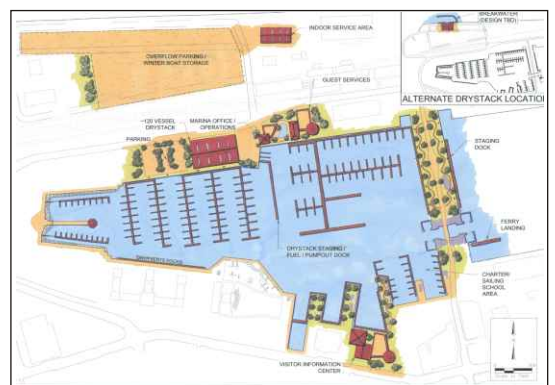 BREAKWATER
(DESIGN TBD)
INDOOR SERVICE AREA
OVERFLOW PARKING /
WINTER BOAT STORAGE
GUEST SERVICES
ALTERNATE DRYSTACK LOCATION
~120 VESSEL
DRYSTACK
MARINA OFFICE /
OPERATIONS
PARKING
STAGING
DOCK
FERRY
LANDING
DRYSTACK STAGING /
FUEL / PUMPOUT DOCK
CHARTER/
SAILING
SCHOOL
AREA
VISITOR INFORMATION
CENTER